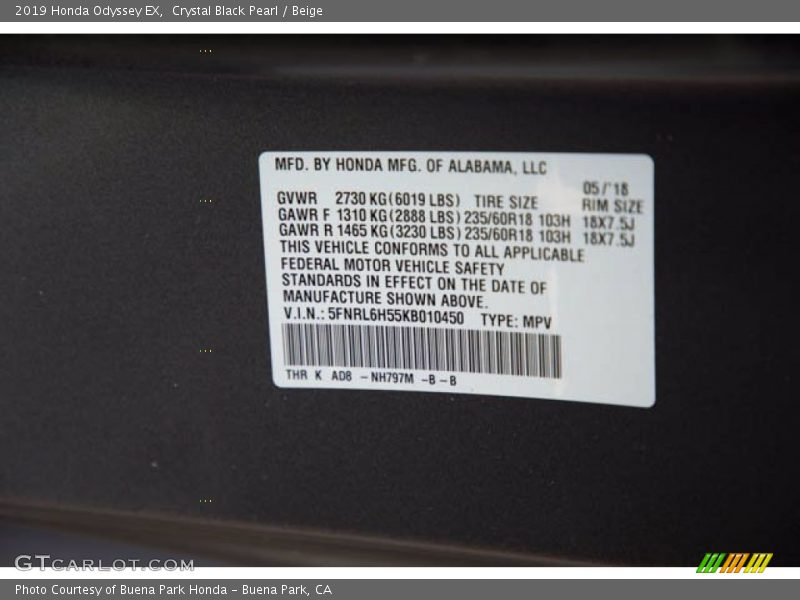 2019 Honda Odyssey EX, Crystal Black Pearl / Beige
MFD. BY HONDA MFG. OF ALABAMA, LLC
05/'18
GVWR 2730 KG (6019 LBS) TIRE SIZE RIM SIZE
GAWR F 1310 KG (2888 LBS) 235/60R18 103H 18X7.5J
GAWR R 1465 KG (3230 LBS) 235/60R18 103H 18X7.5J
THIS VEHICLE CONFORMS TO ALL APPLICABLE
FEDERAL MOTOR VEHICLE SAFETY
STANDARDS IN EFFECT ON THE DATE OF
MANUFACTURE SHOWN ABOVE.
V.I.N.: 5FNRL6H55KB010450 TYPE: MPV
THR K AD8 -NH797M -B-B
GTCARLOT.COM
Photo Courtesy of Buena Park Honda - Buena Park, CA